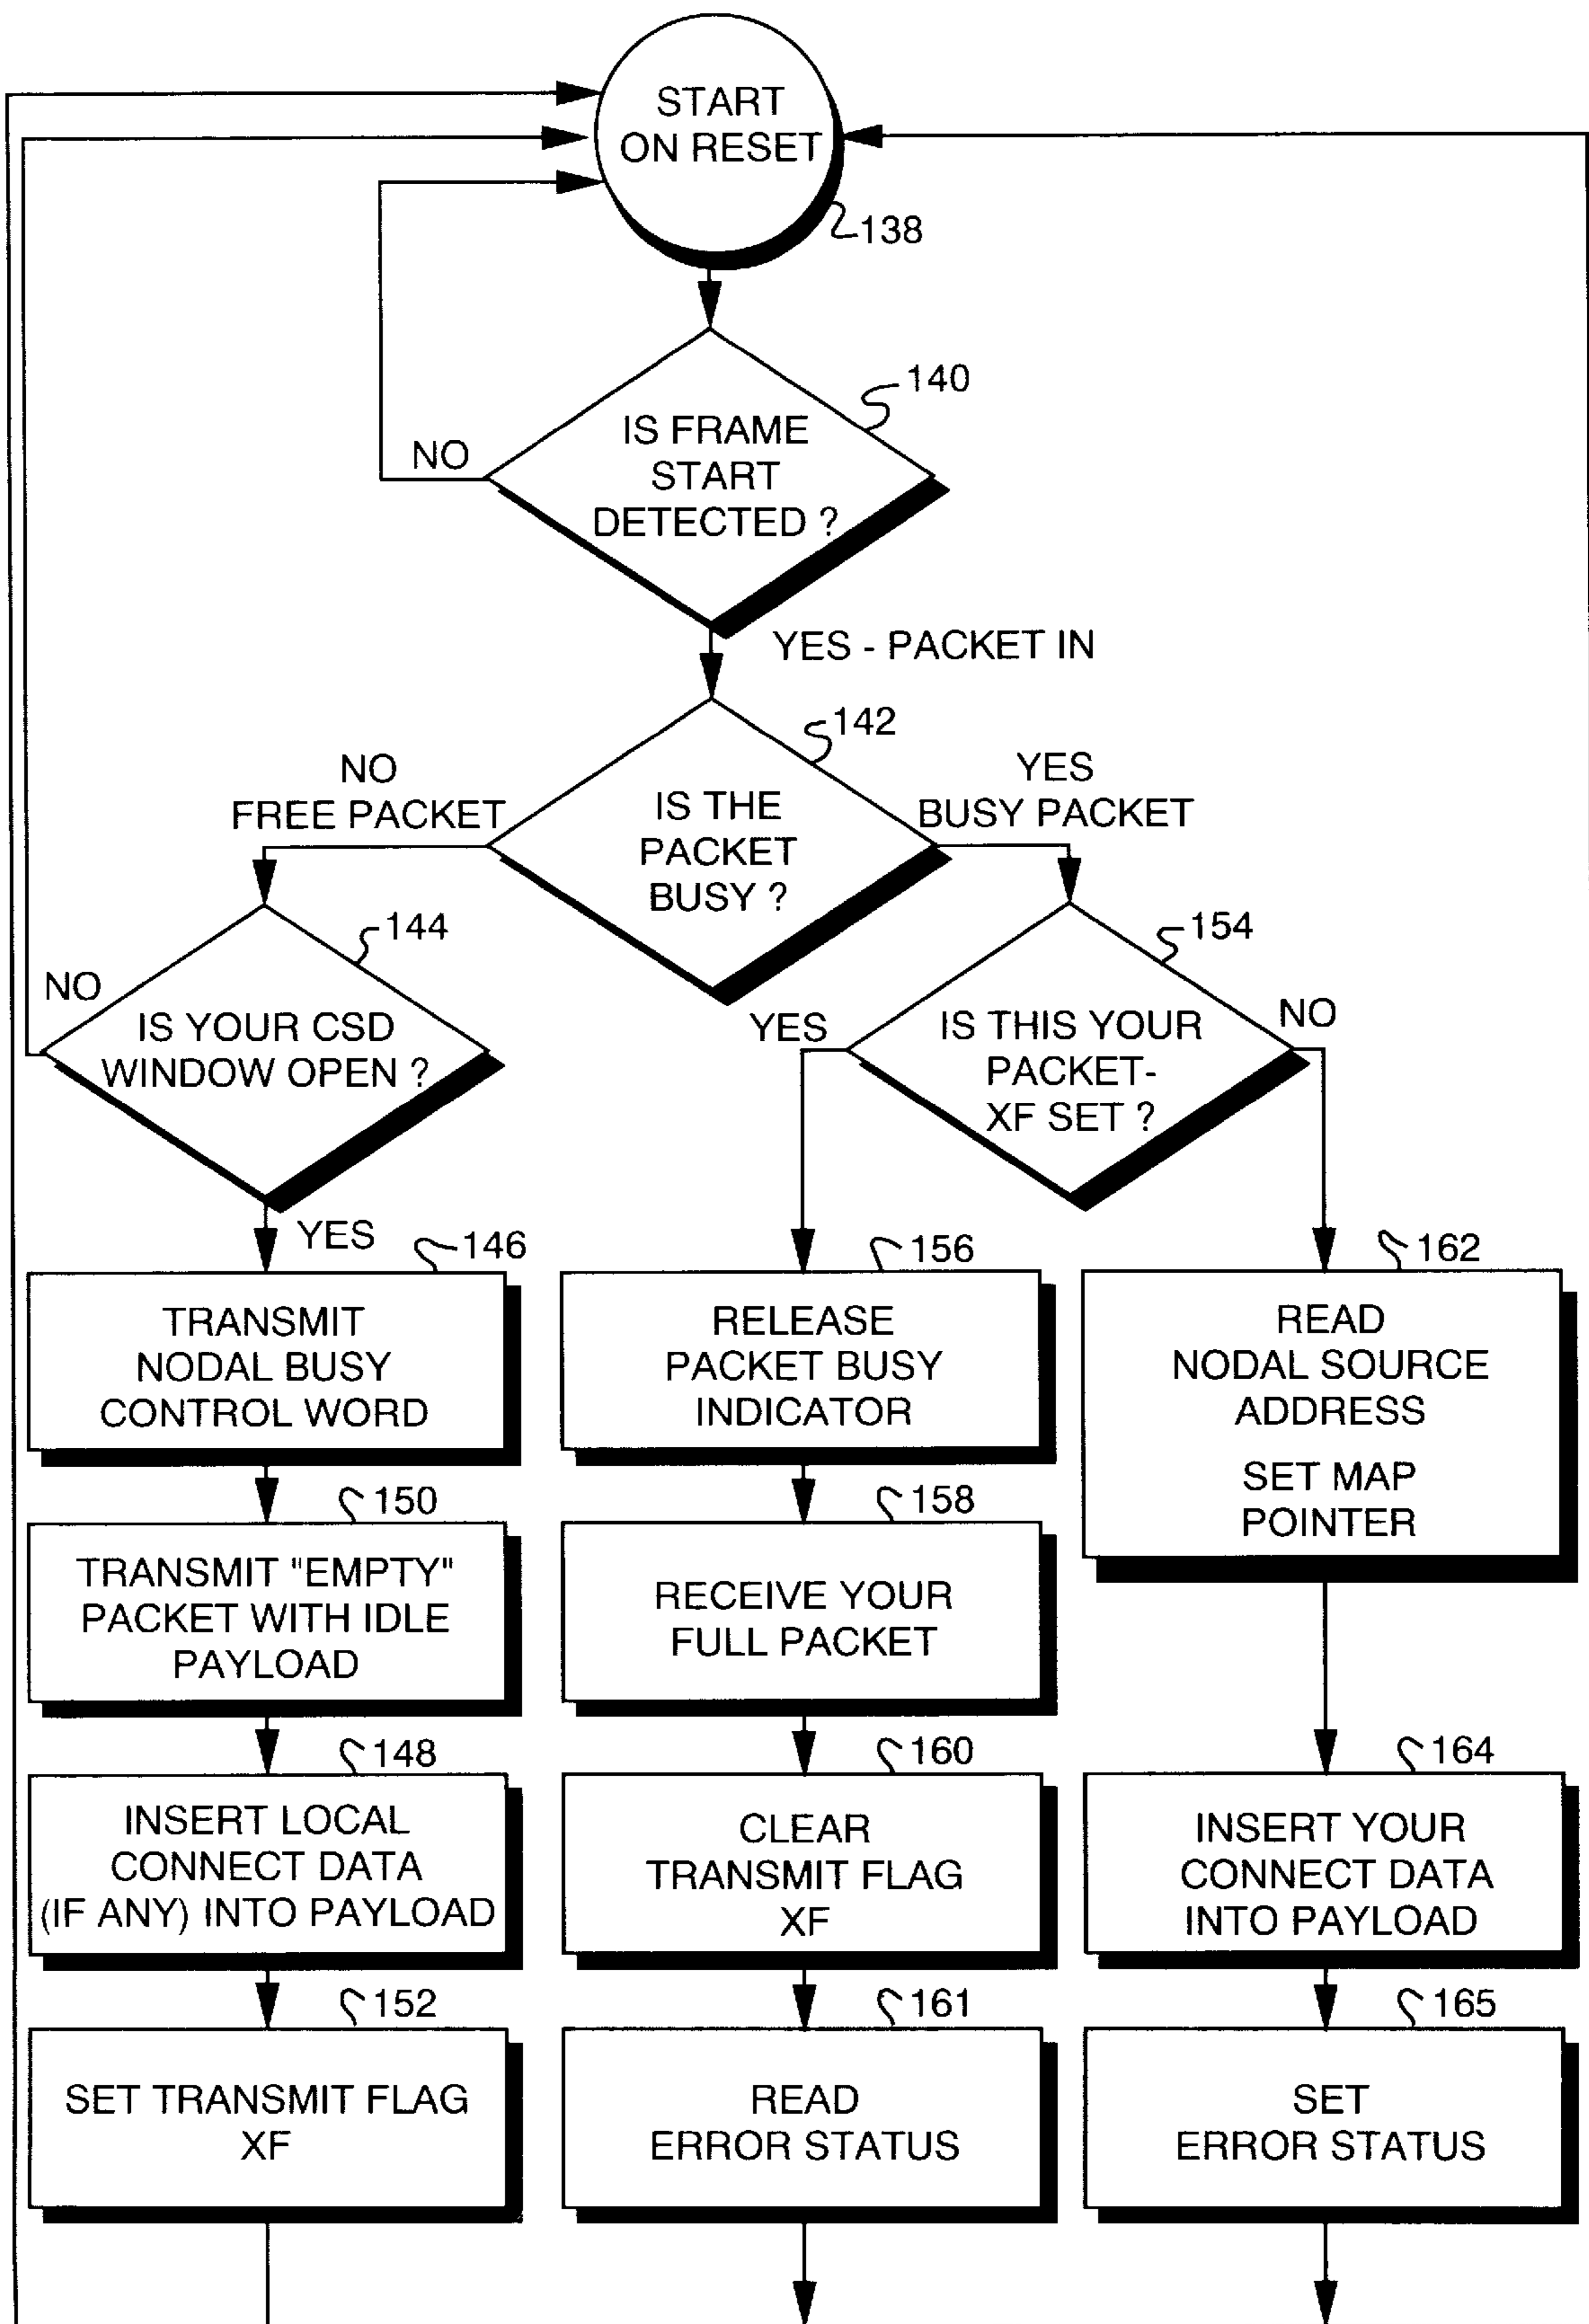 START
ON RESET
138
140
IS FRAME
START
DETECTED ?
NO
YES - PACKET IN
142
NO
FREE PACKET
IS THE
PACKET
BUSY ?
YES
BUSY PACKET
144
NO
IS YOUR CSD
WINDOW OPEN ?
YES
154
YES
IS THIS YOUR
PACKET-
XF SET ?
NO
146
TRANSMIT
NODAL BUSY
CONTROL WORD
150
TRANSMIT "EMPTY"
PACKET WITH IDLE
PAYLOAD
148
INSERT LOCAL
CONNECT DATA
(IF ANY) INTO PAYLOAD
152
SET TRANSMIT FLAG
XF
156
RELEASE
PACKET BUSY
INDICATOR
158
RECEIVE YOUR
FULL PACKET
160
CLEAR
TRANSMIT FLAG
XF
161
READ
ERROR STATUS
162
READ
NODAL SOURCE
ADDRESS
SET MAP
POINTER
164
INSERT YOUR
CONNECT DATA
INTO PAYLOAD
165
SET
ERROR STATUS